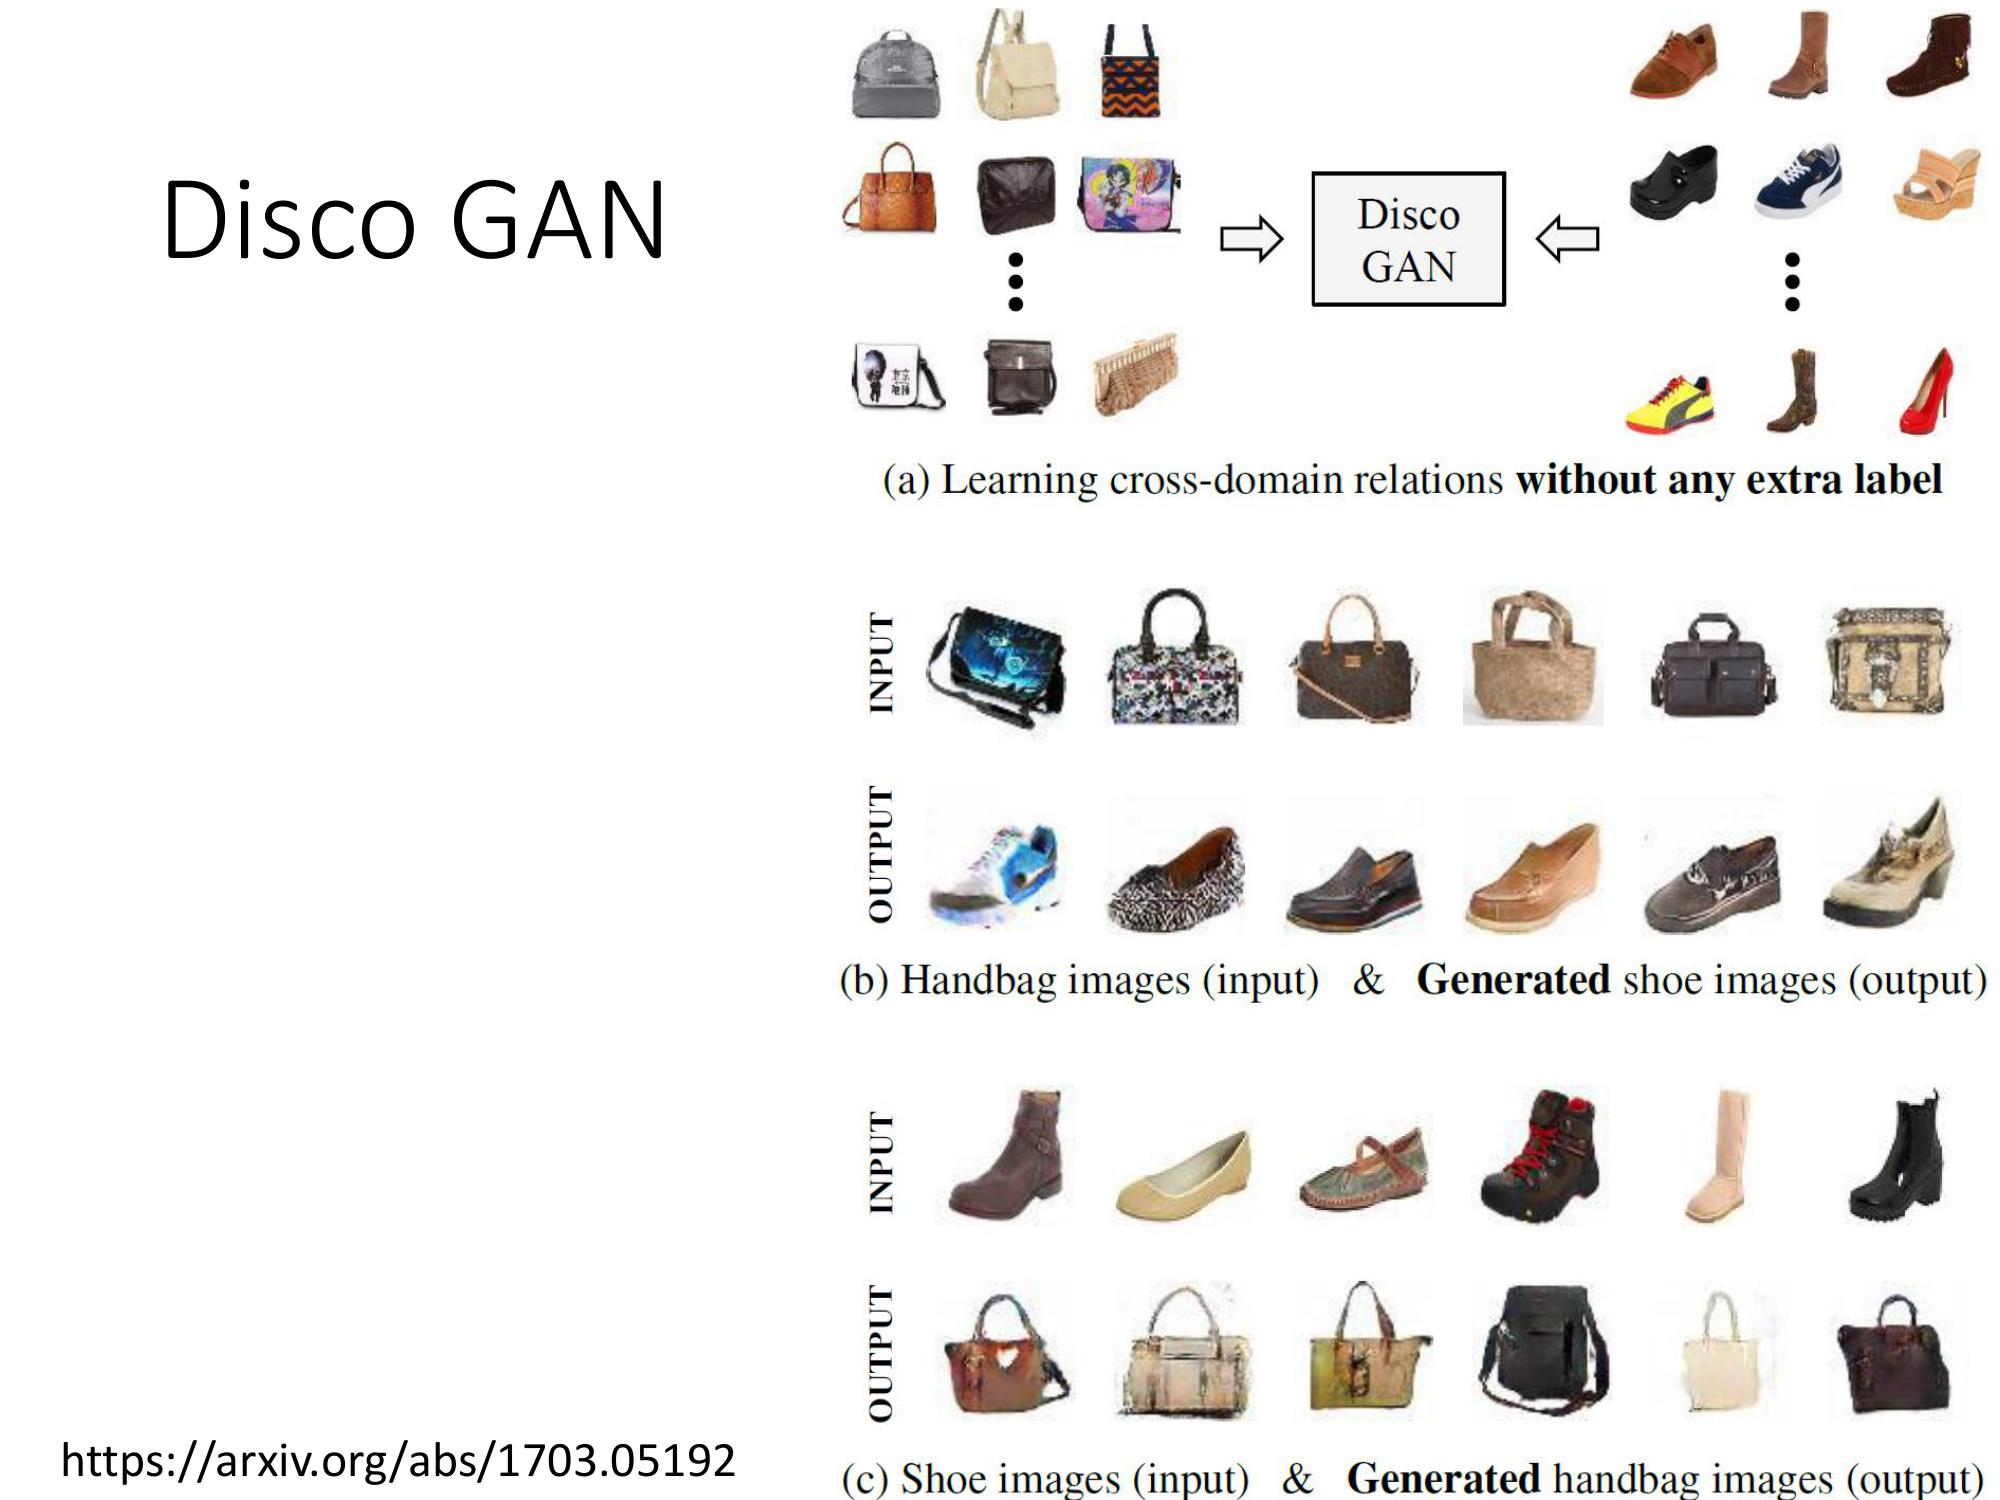 Disco GAN
Disco
GAN
(a) Learning cross-domain relations without any extra label
INPUT
OUTPUT
(b) Handbag images (input) & Generated shoe images (output)
INPUT
OUTPUT
(c) Shoe images (input) & Generated handbag images (output)
https://arxiv.org/abs/1703.05192